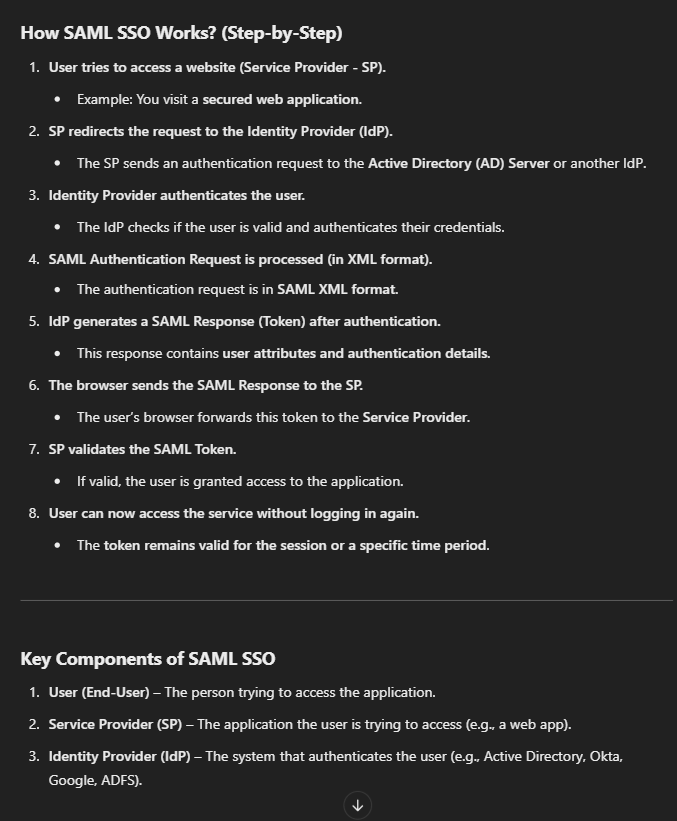 How SAML SSO Works? (Step-by-Step)
1. User tries to access a website (Service Provider - SP).
• Example: You visit a secured web application.
2. SP redirects the request to the Identity Provider (IdP).
• The SP sends an authentication request to the Active Directory (AD) Server or another IdP.
3. Identity Provider authenticates the user.
• The IdP checks if the user is valid and authenticates their credentials.
4. SAML Authentication Request is processed (in XML format).
• The authentication request is in SAML XML format.
5. IdP generates a SAML Response (Token) after authentication.
• This response contains user attributes and authentication details.
6. The browser sends the SAML Response to the SP.
• The user's browser forwards this token to the Service Provider.
7. SP validates the SAML Token.
• If valid, the user is granted access to the application.
8. User can now access the service without logging in again.
• The token remains valid for the session or a specific time period.
Key Components of SAML SSO
1. User (End-User) – The person trying to access the application.
2. Service Provider (SP) – The application the user is trying to access (e.g., a web app).
3. Identity Provider (IdP) – The system that authenticates the user (e.g., Active Directory, Okta,
Google, ADFS).